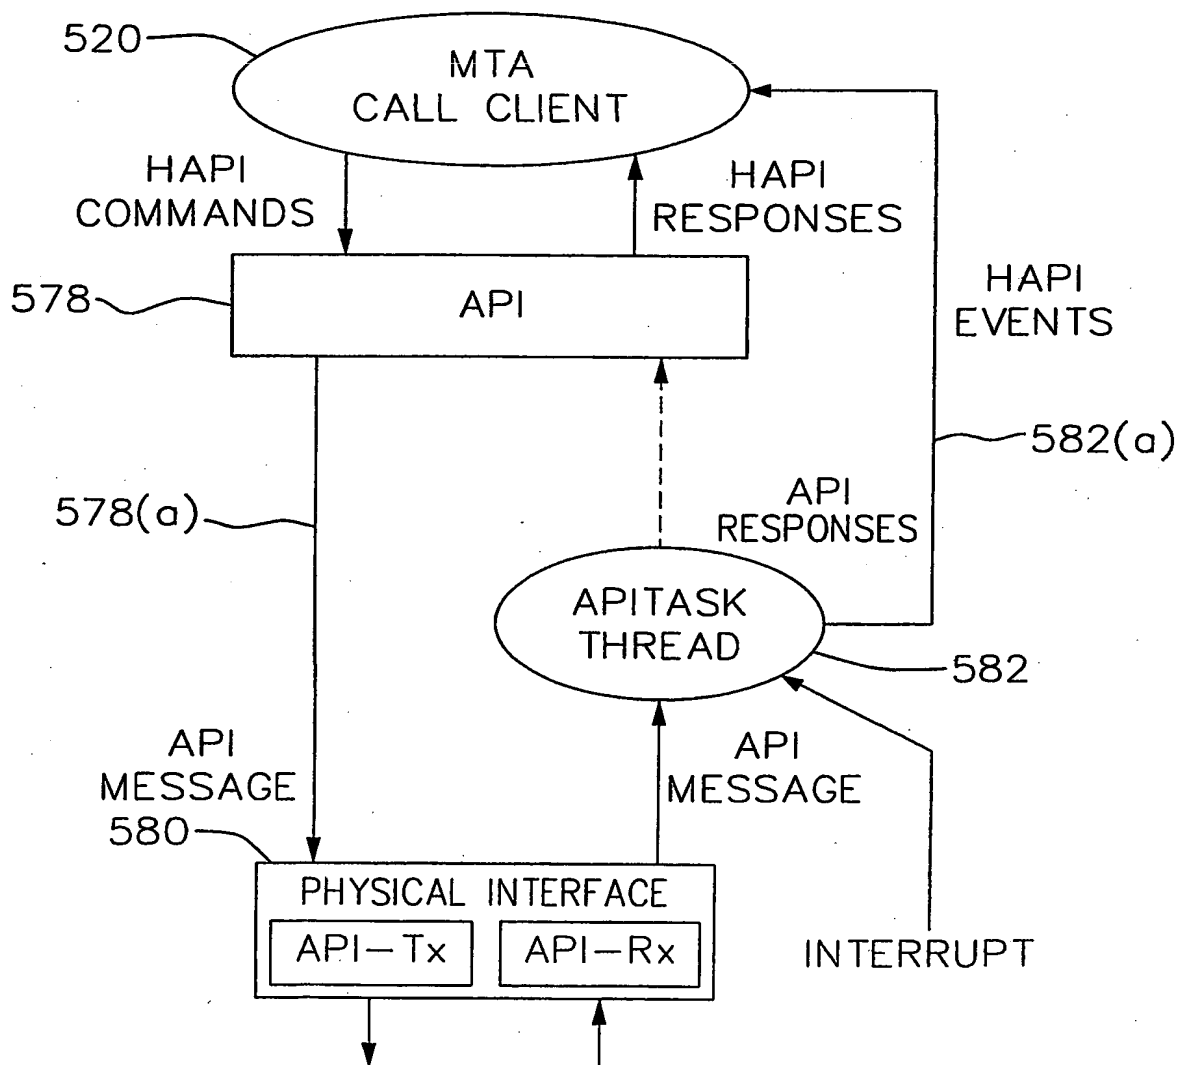 520
MTA
CALL CLIENT
HAPI
COMMANDS
HAPI
RESPONSES
578
API
HAPI
EVENTS
582(a)
578(a)
API
RESPONSES
APITASK
THREAD
582
API
MESSAGE
API
MESSAGE
580
PHYSICAL INTERFACE
API-Tx
API-Rx
INTERRUPT